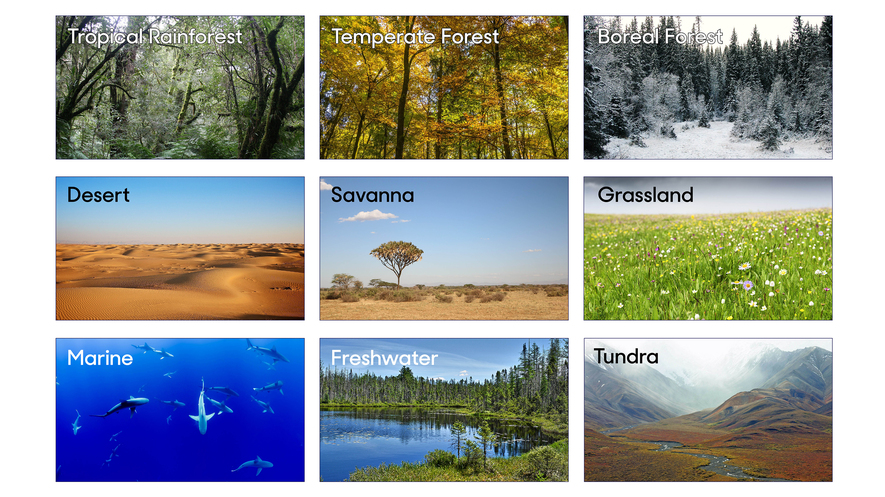 Tropical Rainforest
Temperate Forest
Boreal Forest
Desert
Savanna
Grassland
Marine
Freshwater
Tundra